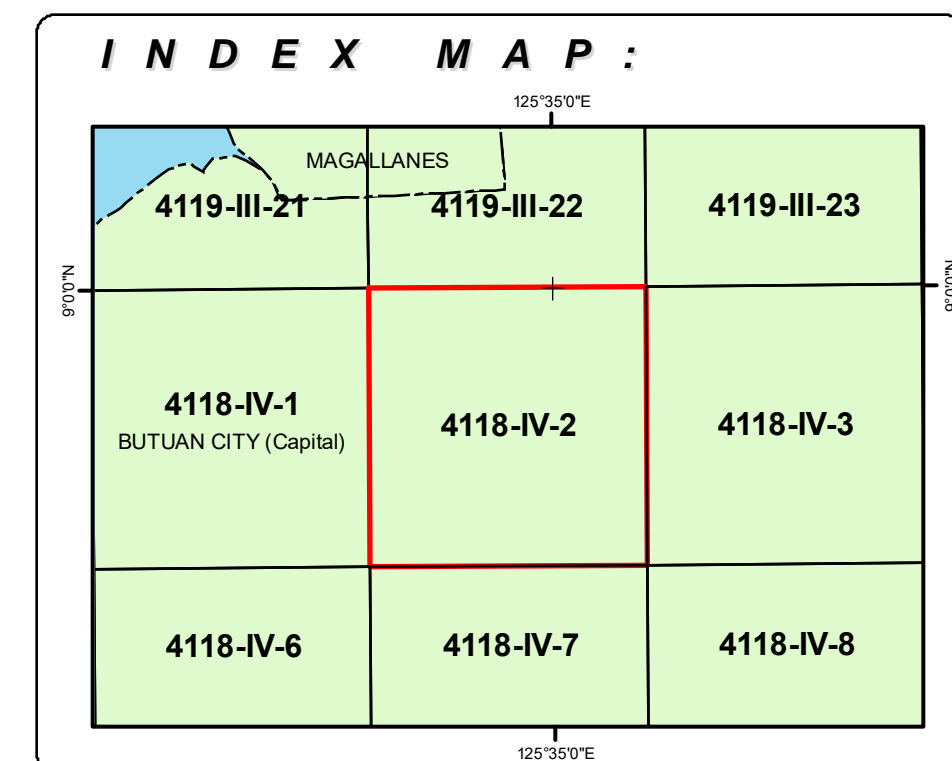 INDEX MAP:
125°35'0"E
MAGALLANES
4119-III-21
4119-III-22
4119-III-23
9°0'0"N
9°0'0"N
4118-IV-1
BUTUAN CITY (Capital)
4118-IV-2
4118-IV-3
4118-IV-6
4118-IV-7
4118-IV-8
125°35'0"E